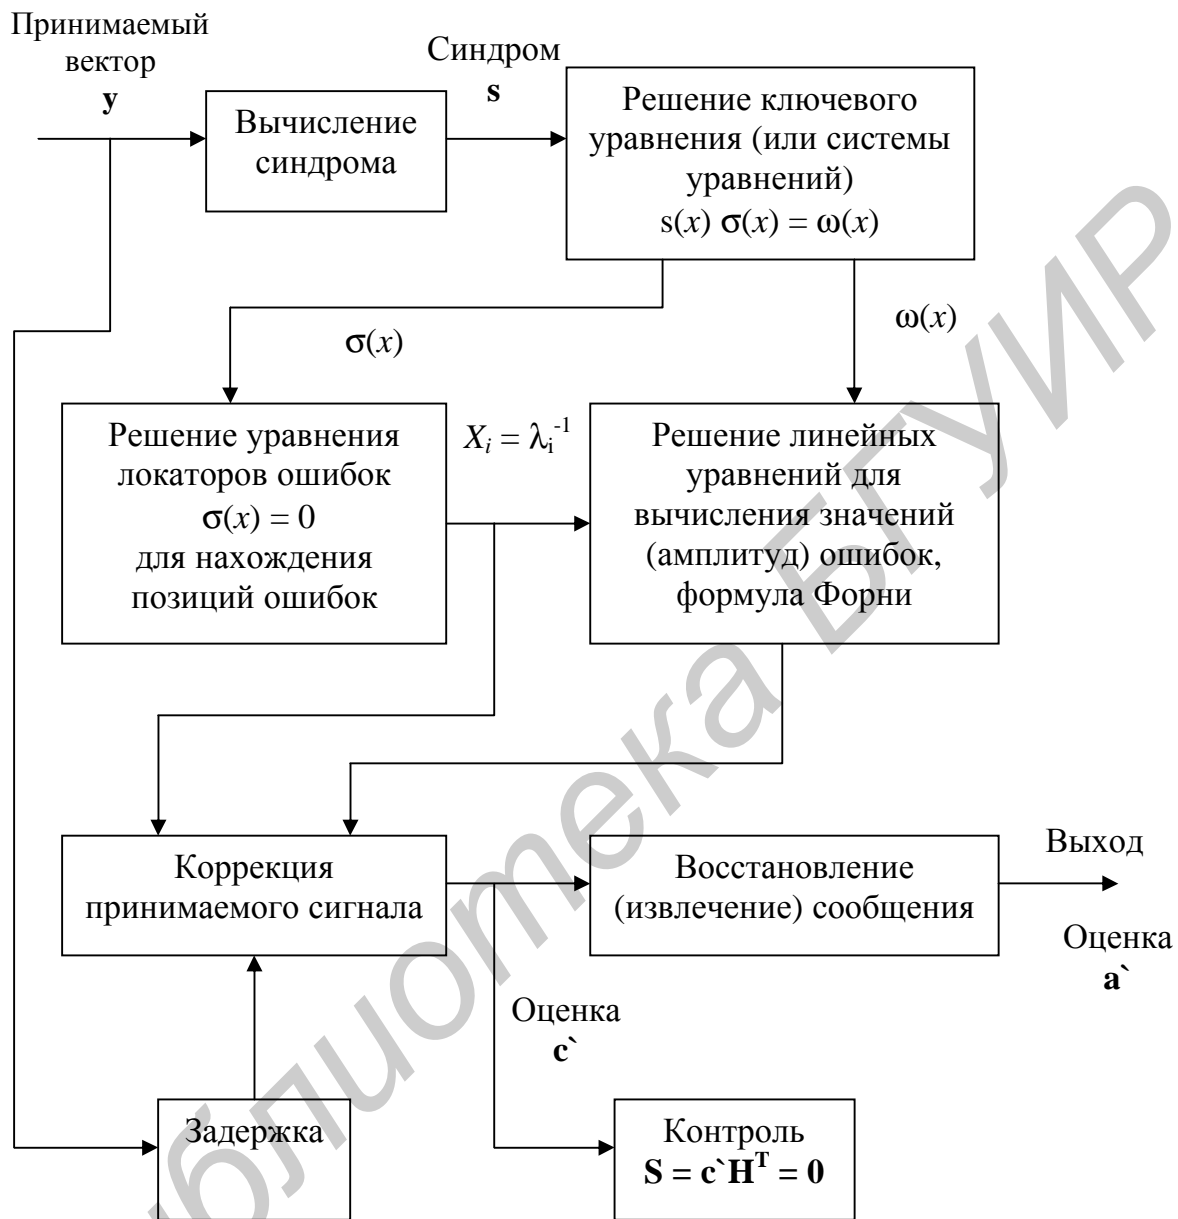 Принимаемый
вектор
y
Синдром
s
Вычисление
синдрома
Решение ключевого
уравнения (или системы
уравнений)
s(x) σ(x) = ω(x)
σ(x)
ω(x)
Решение уравнения
локаторов ошибок
σ(x) = 0
для нахождения
позиций ошибок
Xᵢ = λᵢ⁻¹
Решение линейных
уравнений для
вычисления значений
(амплитуд) ошибок,
формула Форни
Коррекция
принимаемого сигнала
Восстановление
(извлечение) сообщения
Выход
Оценка
a`
Оценка
c`
Задержка
Контроль
S = c`Hᵀ = 0
блиотека БГУИР